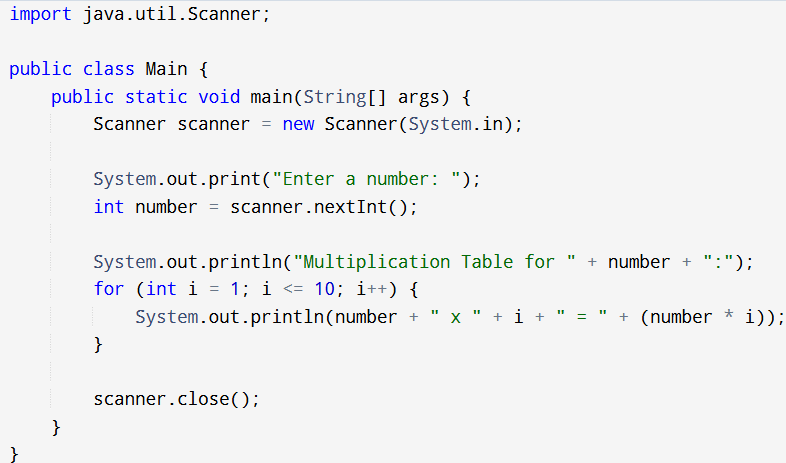 import java.util.Scanner;

public class Main {
    public static void main(String[] args) {
        Scanner scanner = new Scanner(System.in);

        System.out.print("Enter a number: ");
        int number = scanner.nextInt();

        System.out.println("Multiplication Table for " + number + ":");
        for (int i = 1; i <= 10; i++) {
            System.out.println(number + " x " + i + " = " + (number * i));
        }

        scanner.close();
    }
}